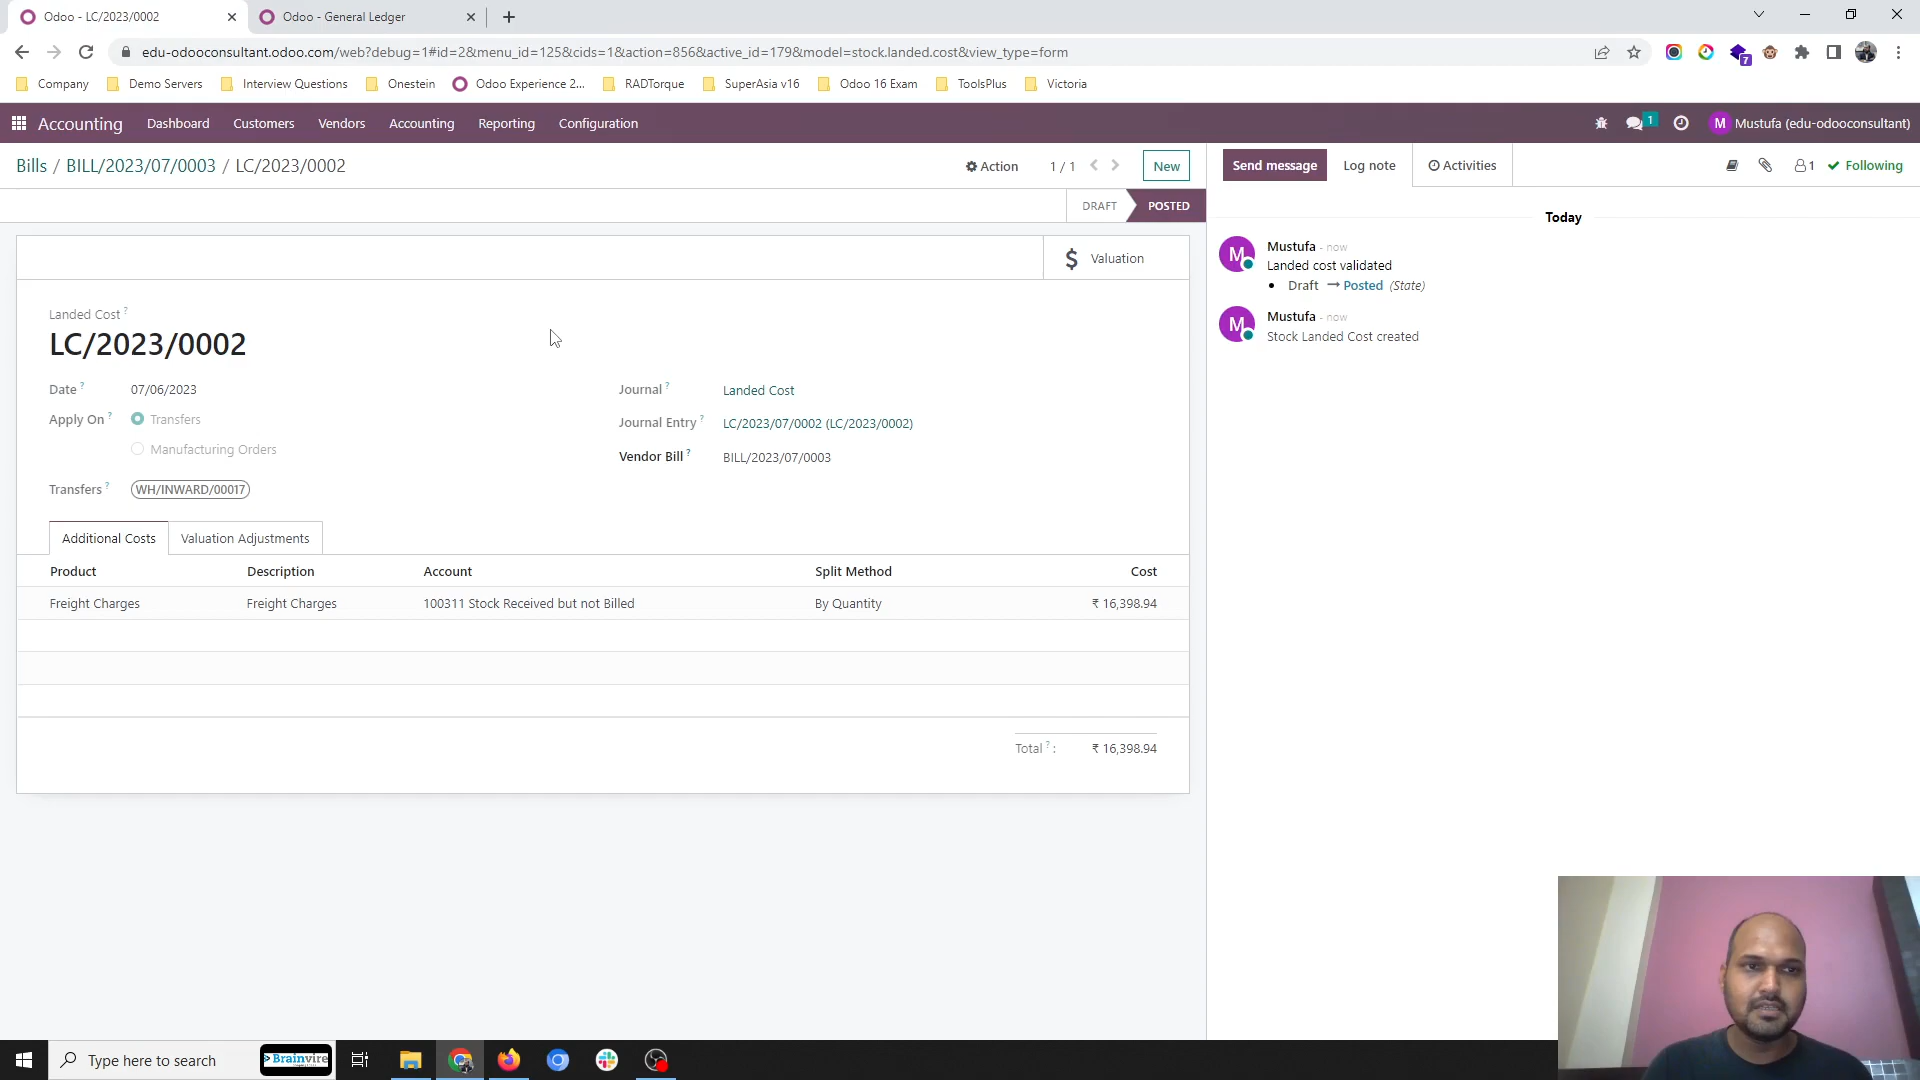 Odoo - LC/2023/0002
Odoo - General Ledger
edu-odooconsultant.odoo.com/web?debug=1#id=2&menu_id=125&cids=1&action=856&active_id=179&model=stock.landed.cost&view_type=form
7
Company
Demo Servers
Interview Questions
Onestein
Odoo Experience 2...
RADTorque
SuperAsia v16
Odoo 16 Exam
ToolsPlus
Victoria
Accounting
Dashboard
Customers
Vendors
Accounting
Reporting
Configuration
1
M
Mustufa (edu-odooconsultant)
Bills / BILL/2023/07/0003 / LC/2023/0002
Action
1 / 1
New
Send message
Log note
Activities
1
Following
DRAFT
POSTED
Valuation
Landed Cost ?
LC/2023/0002
Date ?
07/06/2023
Apply On ?
Transfers
Manufacturing Orders
Transfers ?
WH/INWARD/00017
Journal ?
Landed Cost
Journal Entry ?
LC/2023/07/0002 (LC/2023/0002)
Vendor Bill ?
BILL/2023/07/0003
Additional Costs
Valuation Adjustments
Product
Description
Account
Split Method
Cost
Freight Charges
Freight Charges
100311 Stock Received but not Billed
By Quantity
₹ 16,398.94
Total ? :
₹ 16,398.94
Today
M
Mustufa - now
Landed cost validated
• Draft → Posted (State)
M
Mustufa - now
Stock Landed Cost created
Type here to search
Brainvire